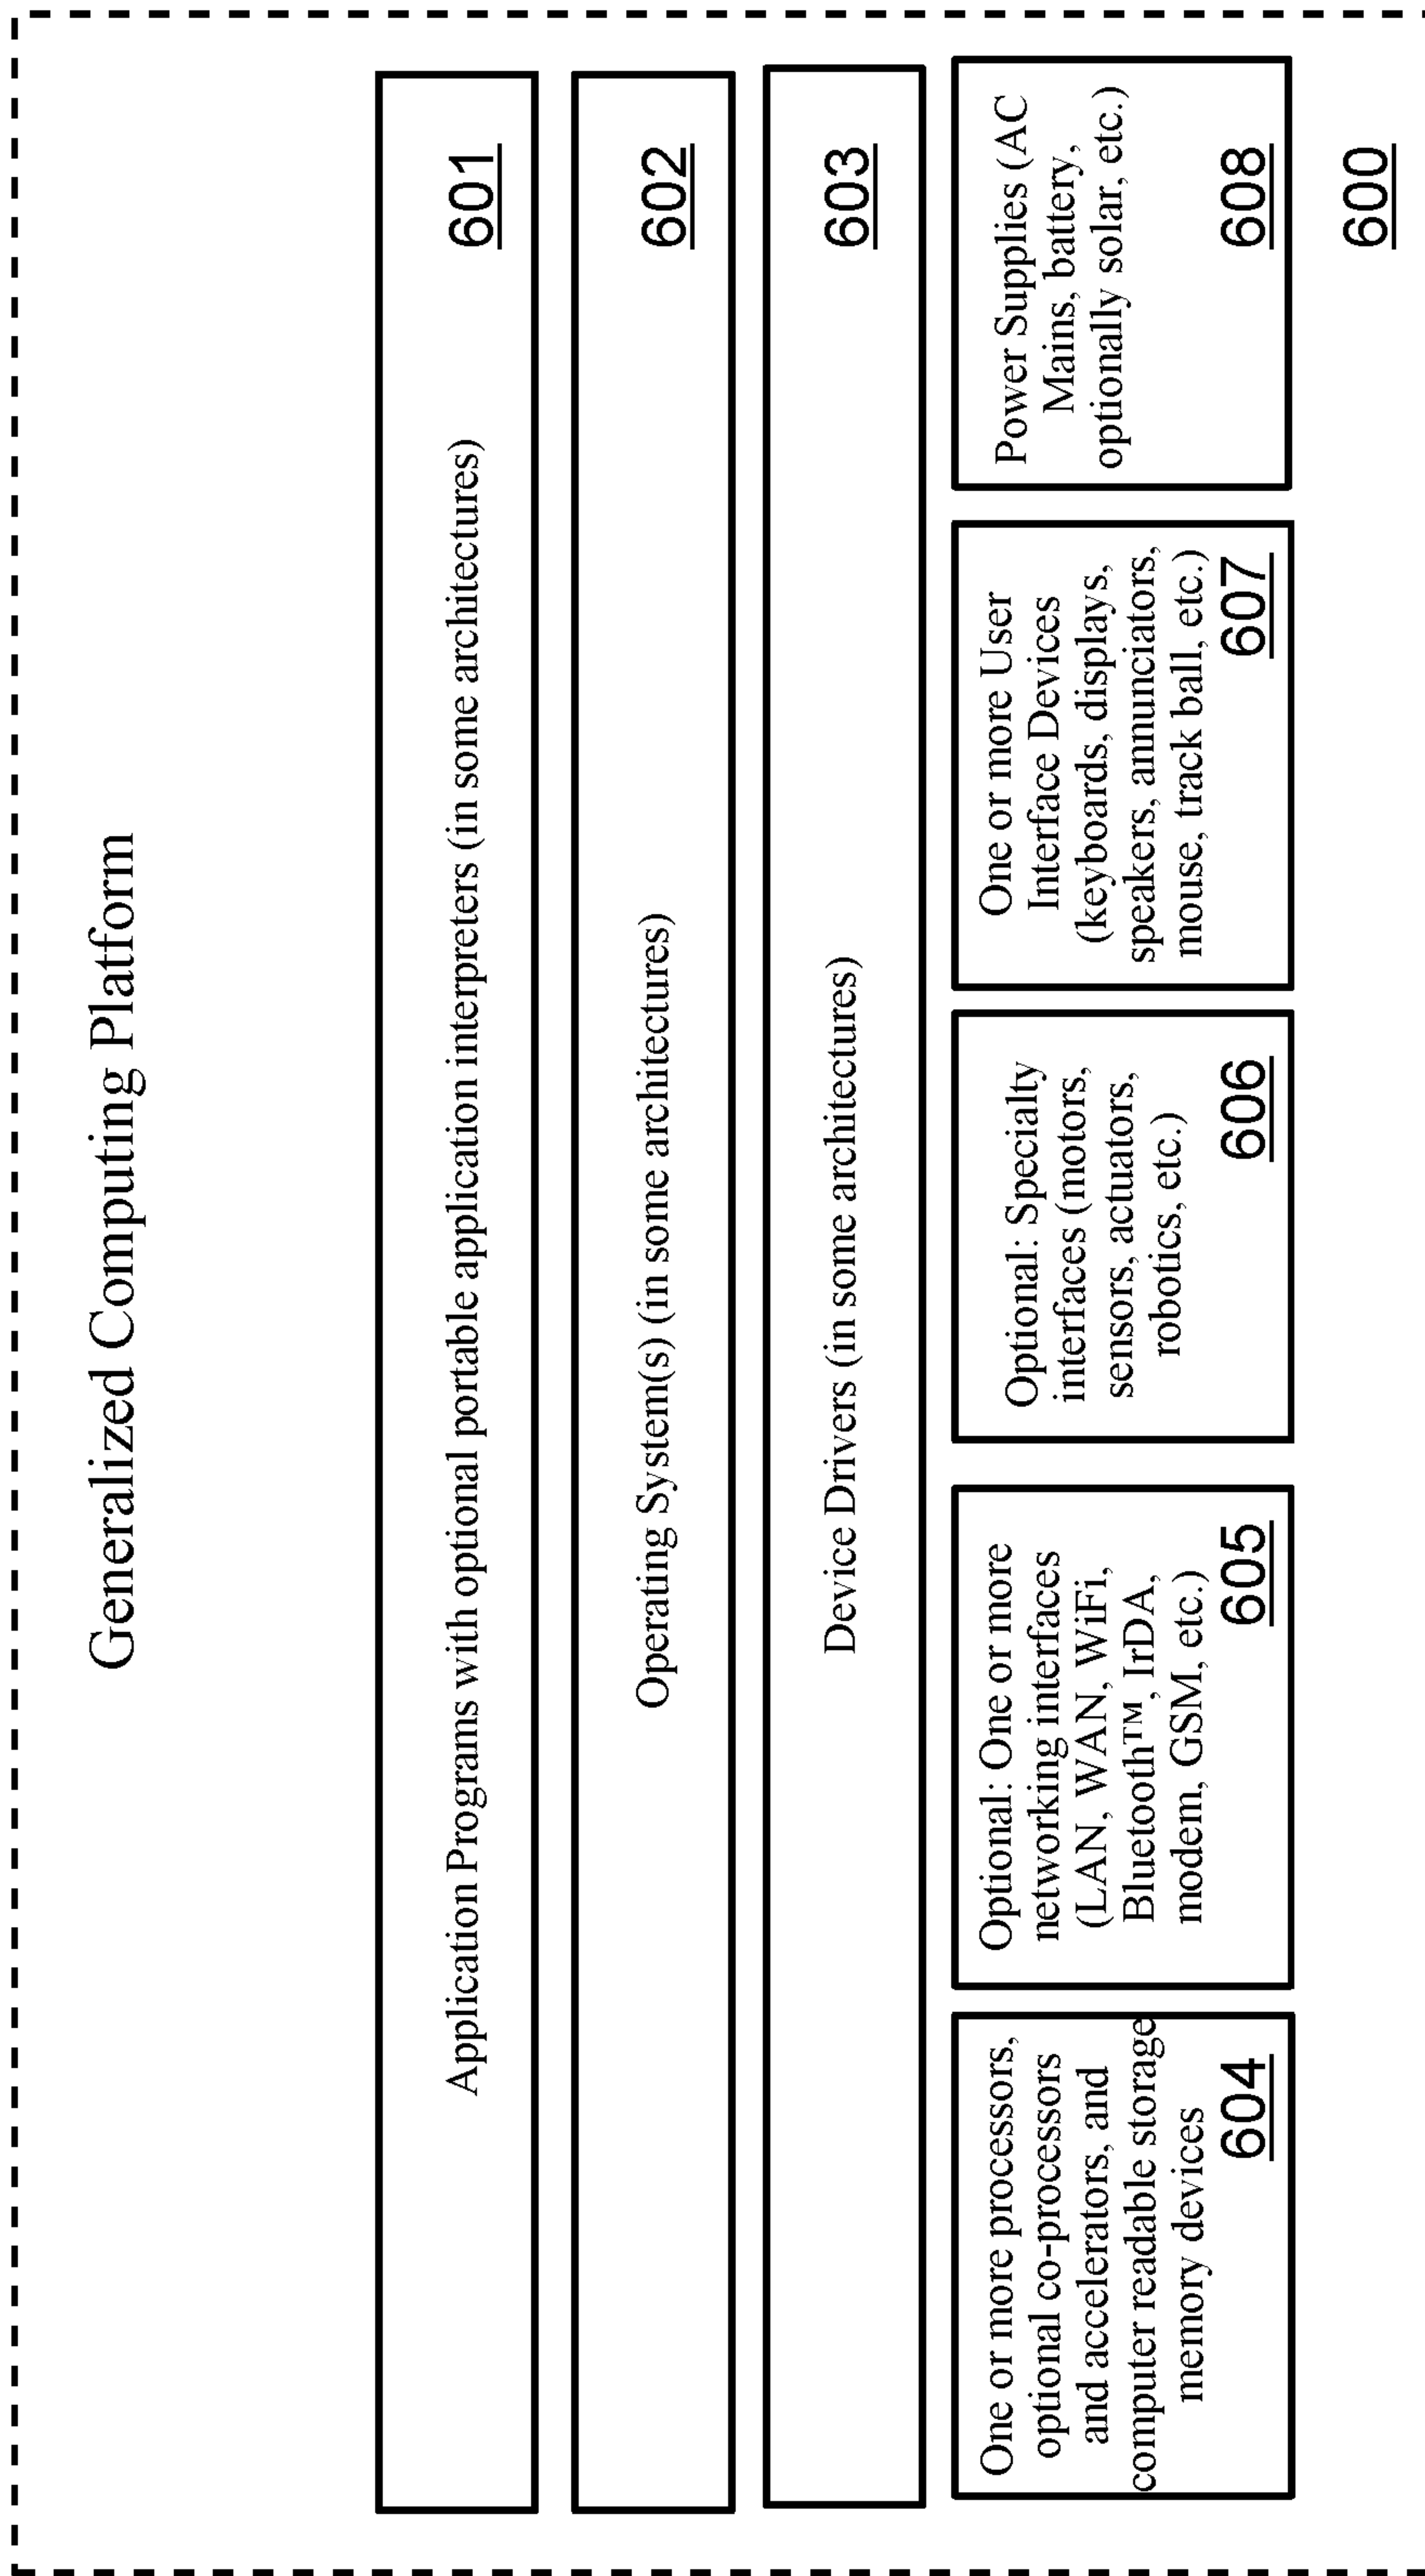 Generalized Computing Platform
Application Programs with optional portable application interpreters (in some architectures)
601
Operating System(s) (in some architectures)
602
Device Drivers (in some architectures)
603
One or more processors,
optional co-processors
and accelerators, and
computer readable storage
memory devices
604
Optional: One or more
networking interfaces
(LAN, WAN, WiFi,
Bluetooth™, IrDA,
modem, GSM, etc.)
605
Optional: Specialty
interfaces (motors,
sensors, actuators,
robotics, etc.)
606
One or more User
Interface Devices
(keyboards, displays,
speakers, annunciators,
mouse, track ball, etc.)
607
Power Supplies (AC
Mains, battery,
optionally solar, etc.)
608
600